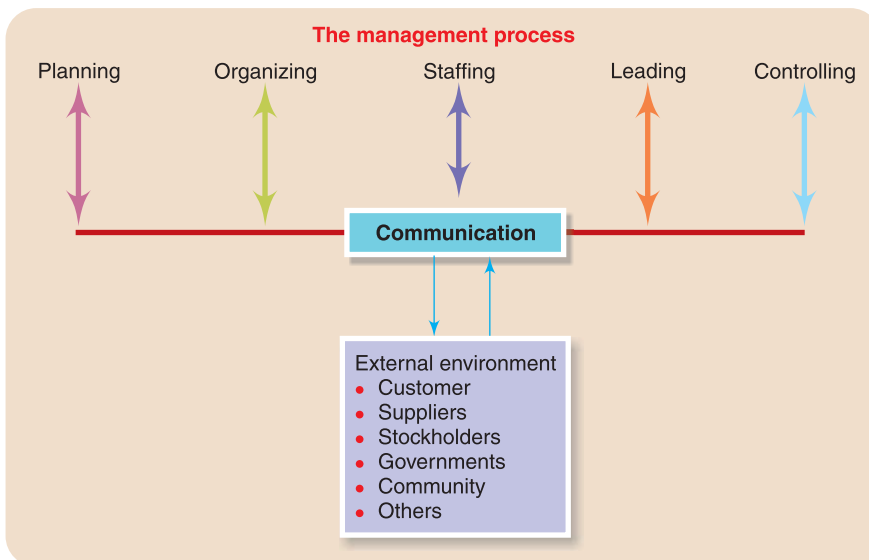 The management process
Planning Organizing Staffing Leading Controlling
Communication
External environment
• Customer
• Suppliers
• Stockholders
• Governments
• Community
• Others